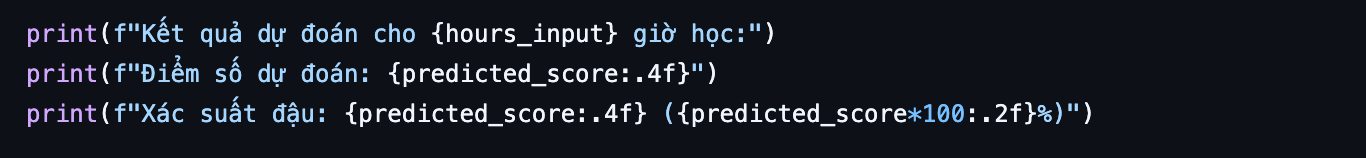 print(f"Kết quả dự đoán cho {hours_input} giờ học:")
print(f"Điểm số dự đoán: {predicted_score:.4f}")
print(f"Xác suất đậu: {predicted_score:.4f} ({predicted_score*100:.2f}%)")